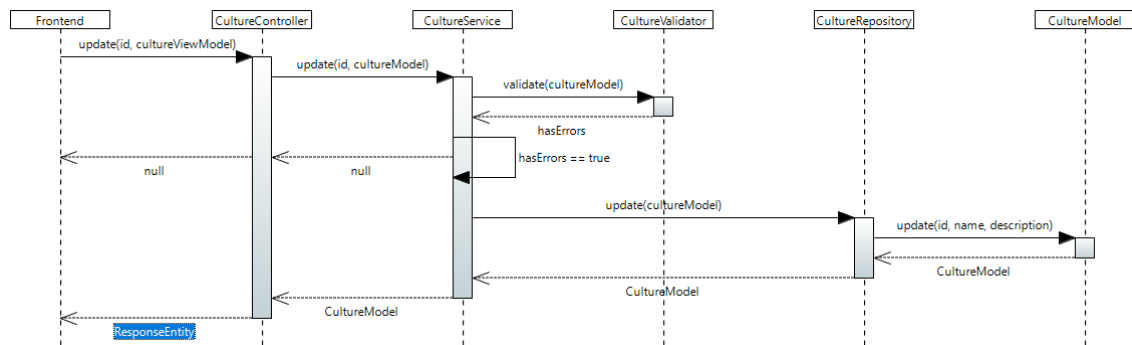 Frontend
CultureController
CultureService
CultureValidator
CultureRepository
CultureModel
update(id, cultureViewModel)
update(id, cultureModel)
validate(cultureModel)
hasErrors
hasErrors == true
null
null
update(cultureModel)
update(id, name, description)
CultureModel
CultureModel
CultureModel
ResponseEntity